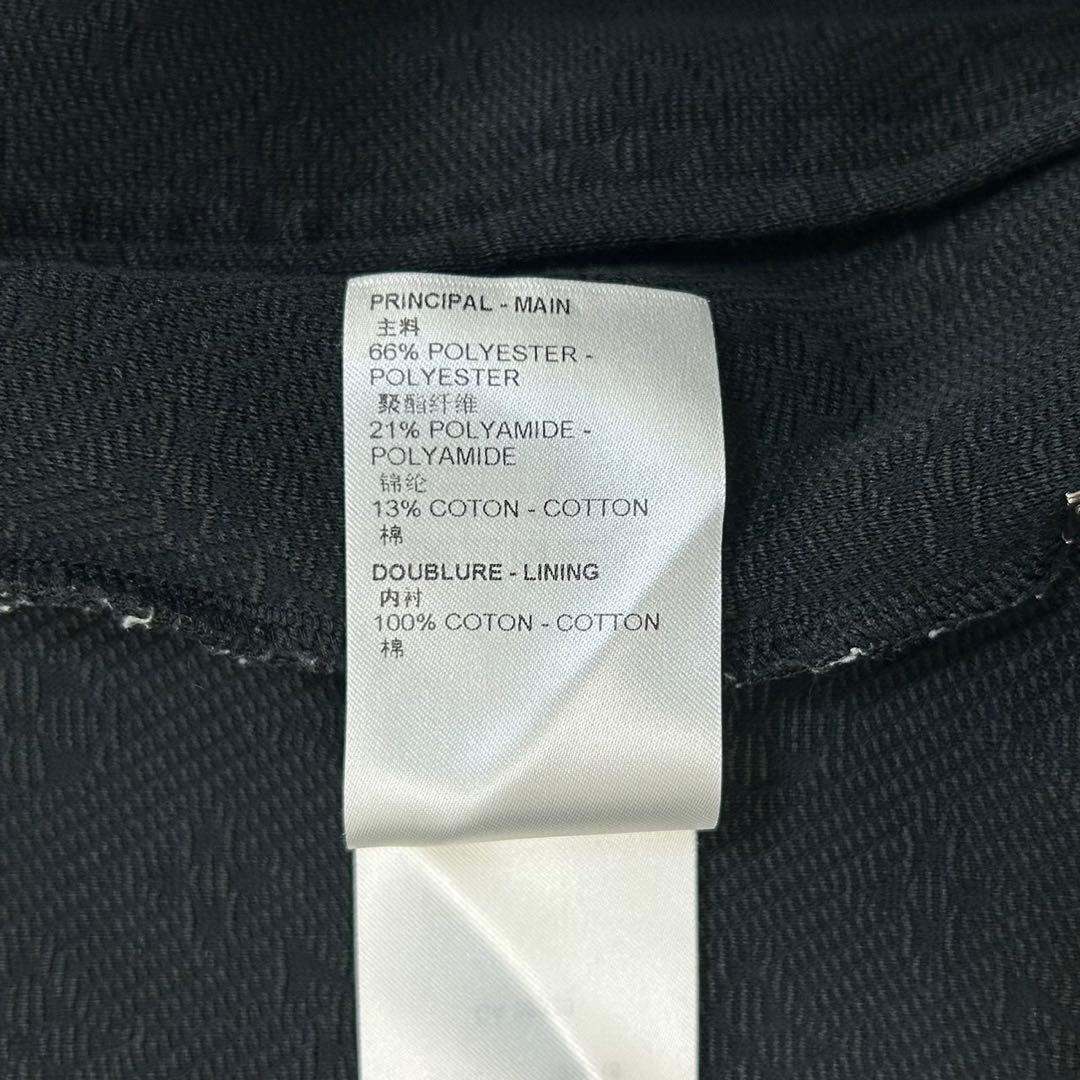 PRINCIPAL - MAIN
主料
66% POLYESTER -
POLYESTER
聚酯纤维
21% POLYAMIDE -
POLYAMIDE
锦纶
13% COTON - COTTON
棉
DOUBLURE - LINING
内衬
100% COTON - COTTON
棉